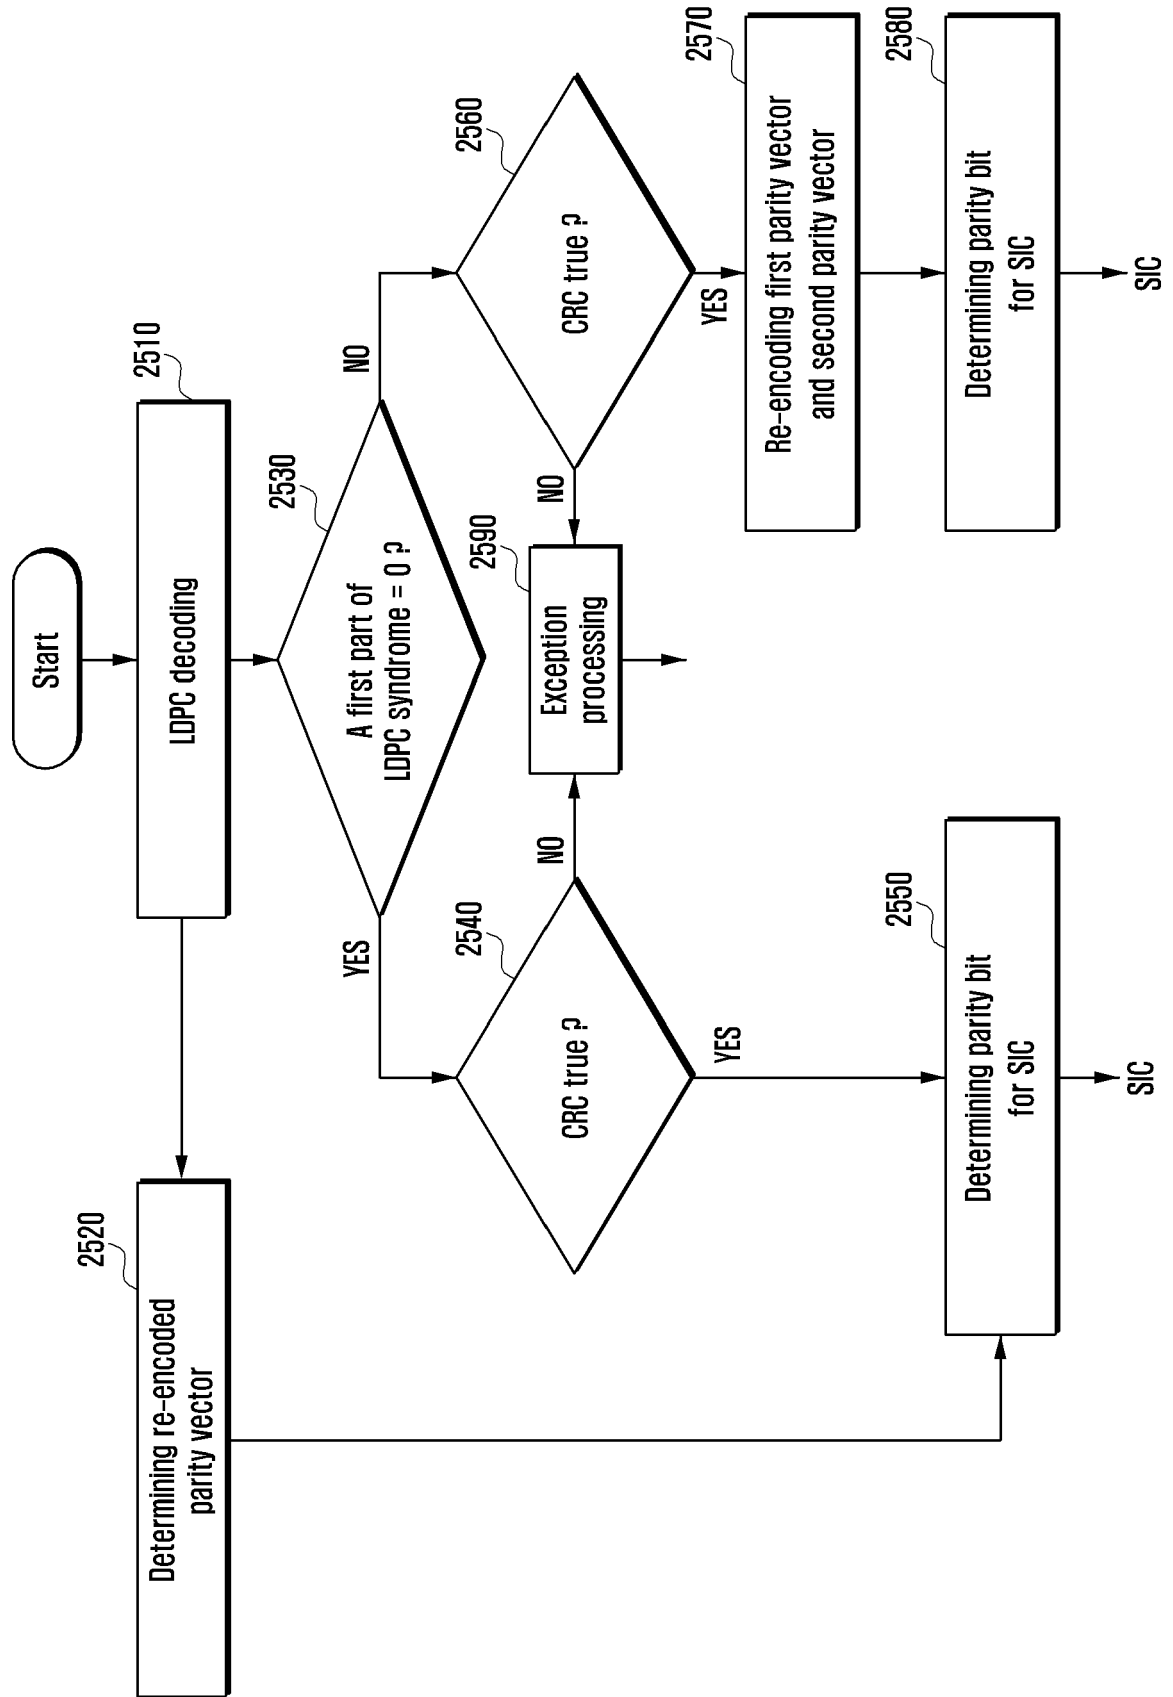 Start
2510
LDPC decoding
2520
Determining re-encoded
parity vector
2530
A first part of
LDPC syndrome = 0 ?
YES
NO
2540
CRC true ?
NO
YES
2560
CRC true ?
NO
YES
2590
Exception
processing
2550
Determining parity bit
for SIC
SIC
2570
Re-encoding first parity vector
and second parity vector
2580
Determining parity bit
for SIC
SIC